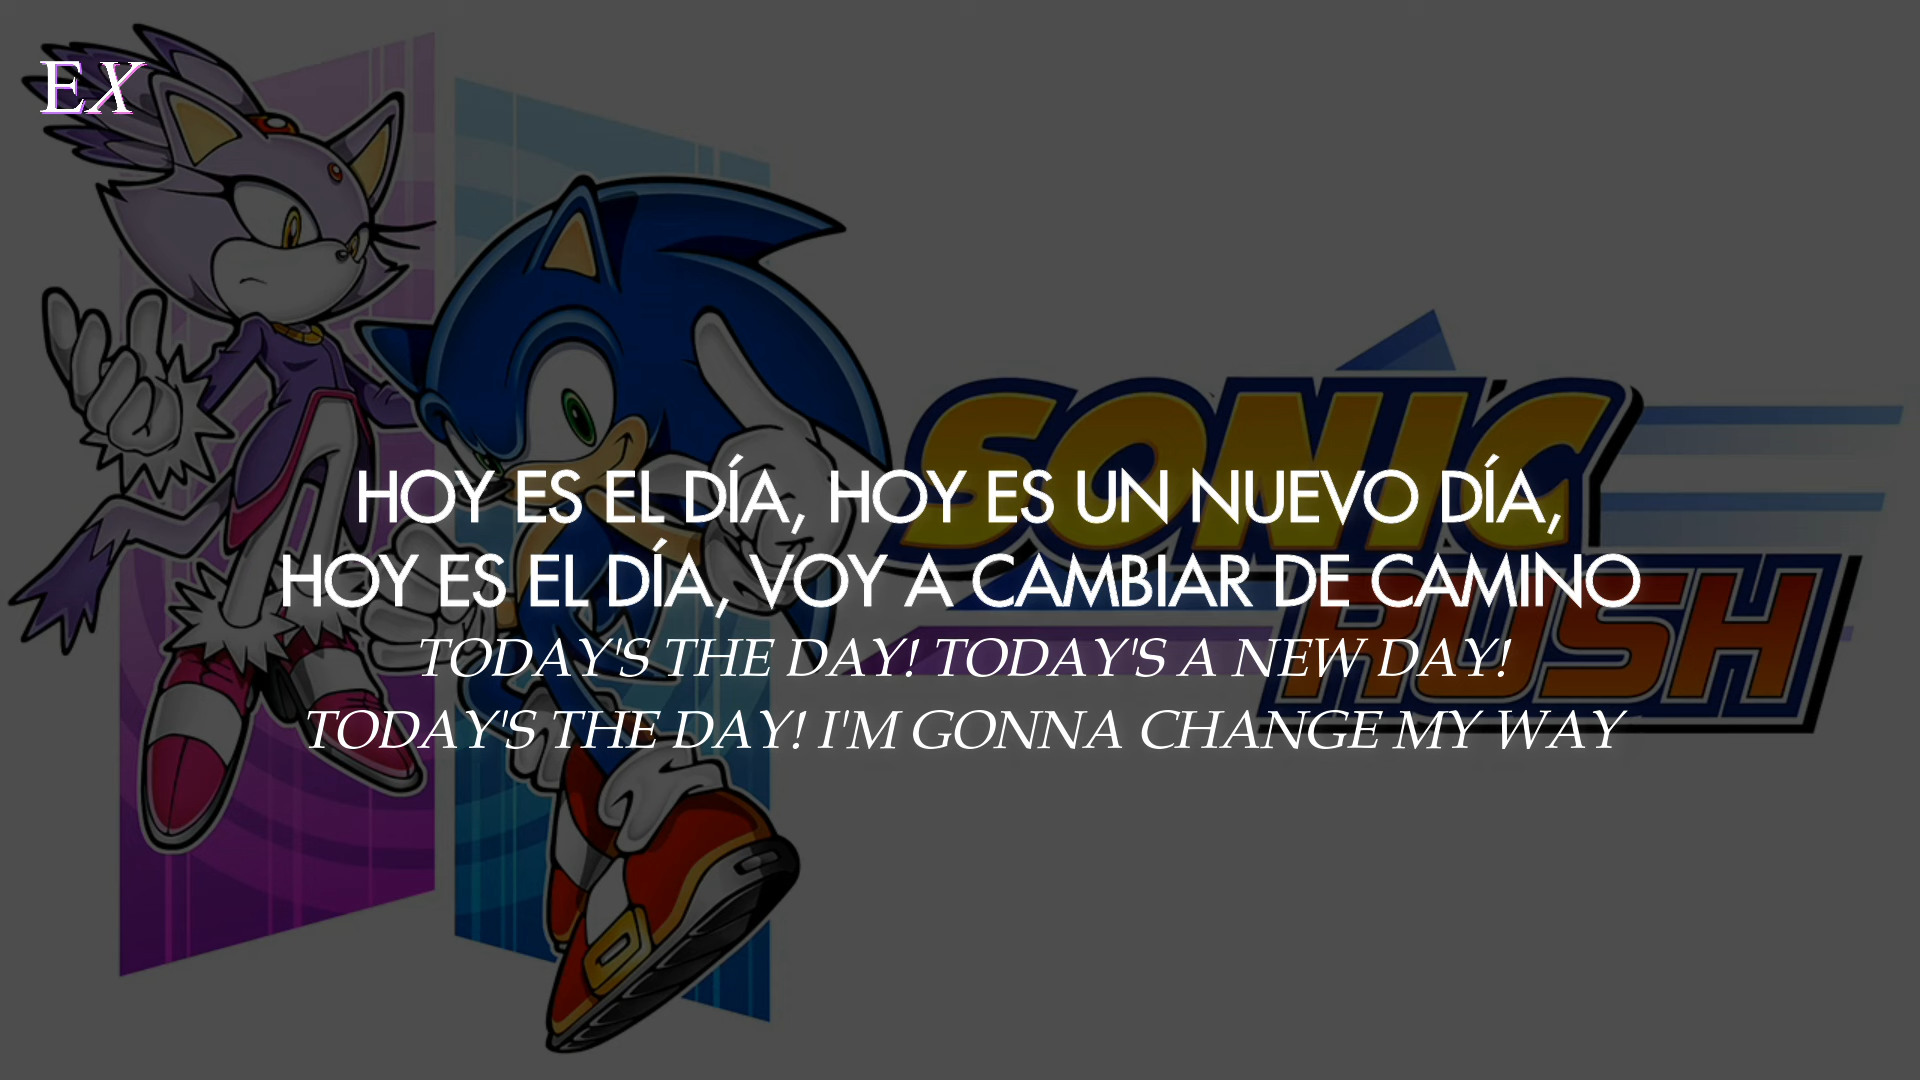 EX
SONIC
RUSH
HOY ES EL DÍA, HOY ES UN NUEVO DÍA,
HOY ES EL DÍA, VOY A CAMBIAR DE CAMINO
TODAY'S THE DAY! TODAY'S A NEW DAY!
TODAY'S THE DAY! I'M GONNA CHANGE MY WAY